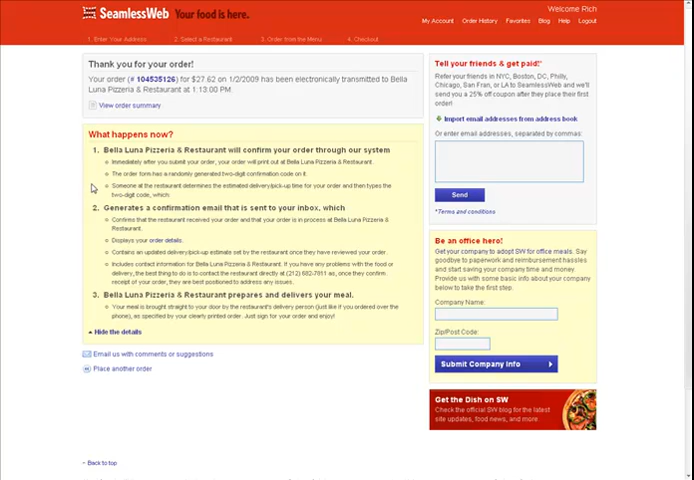 SeamlessWeb Your food is here.
Welcome Rich
My Account Order History Favorites Blog Help Logout
1. Enter Your Address 2. Select a Restaurant 3. Order from the Menu 4. Checkout
Thank you for your order!
Your order (# 104535126) for $27.62 on 1/2/2009 has been electronically transmitted to Bella
Luna Pizzeria & Restaurant at 1:13:00 PM.
View order summary
What happens now?
1. Bella Luna Pizzeria & Restaurant will confirm your order through our system
Immediately after you submit your order, your order will print out at Bella Luna Pizzeria & Restaurant.
The order form has a randomly generated two-digit confirmation code on it.
Someone at the restaurant determines the estimated delivery/pick-up time for your order and then types the
two-digit code, which:
2. Generates a confirmation email that is sent to your inbox, which
Confirms that the restaurant received your order and that your order is in process at Bella Luna Pizzeria &
Restaurant.
Displays your order details.
Contains an updated delivery/pick-up estimate set by the restaurant once they have reviewed your order.
Includes contact information for Bella Luna Pizzeria & Restaurant. If you have any problems with the food or
delivery, the best thing to do is to contact the restaurant directly at (212) 682-7811 as, once they confirm
receipt of your order, they are best positioned to address any issues.
3. Bella Luna Pizzeria & Restaurant prepares and delivers your meal.
Your meal is brought straight to your door by the restaurant's delivery person (just like if you ordered over the
phone), as specified by your clearly printed order. Just sign for your order and enjoy!
Hide the details
Email us with comments or suggestions
Place another order
Back to top
Tell your friends & get paid!*
Refer your friends in NYC, Boston, DC, Philly,
Chicago, San Fran, or LA to SeamlessWeb and we'll
send you a 25% off coupon after they place their first
order!
Import email addresses from address book
Or enter email addresses, separated by commas:
Send
*Terms and conditions
Be an office hero!
Get your company to adopt SW for office meals. Say
goodbye to paperwork and reimbursement hassles
and start saving your company time and money.
Provide us with some basic info about your company
below to take the first step.
Company Name:
Zip/Post Code:
Submit Company Info
Get the Dish on SW
Check the official SW blog for the latest
site updates, food news, and more.